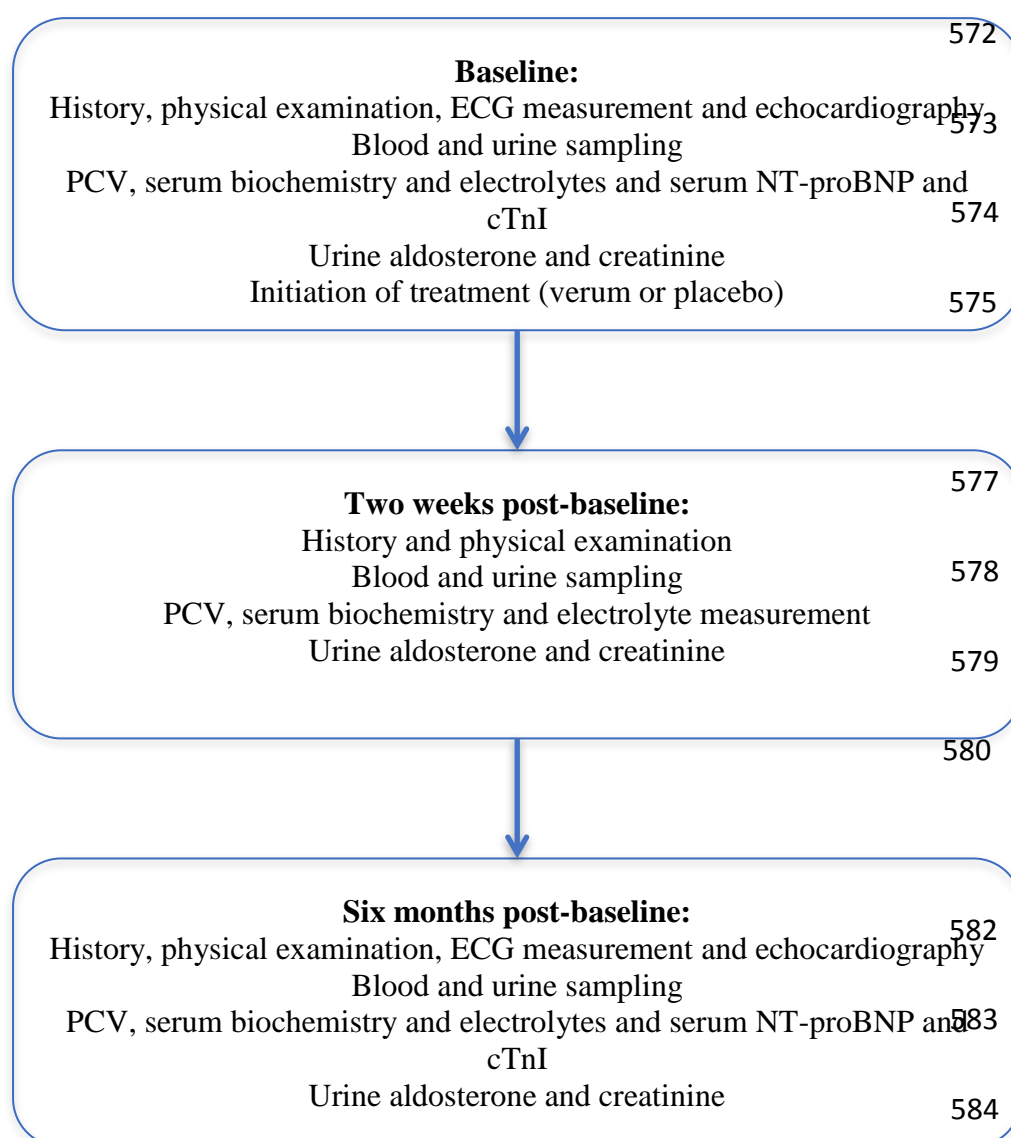 572
Baseline:
History, physical examination, ECG measurement and echocardiography
573
Blood and urine sampling
PCV, serum biochemistry and electrolytes and serum NT-proBNP and
574
cTnI
Urine aldosterone and creatinine
Initiation of treatment (verum or placebo)
575
577
Two weeks post-baseline:
History and physical examination
Blood and urine sampling
578
PCV, serum biochemistry and electrolyte measurement
Urine aldosterone and creatinine
579
580
Six months post-baseline:
582
History, physical examination, ECG measurement and echocardiography
Blood and urine sampling
PCV, serum biochemistry and electrolytes and serum NT-proBNP and
583
cTnI
Urine aldosterone and creatinine
584